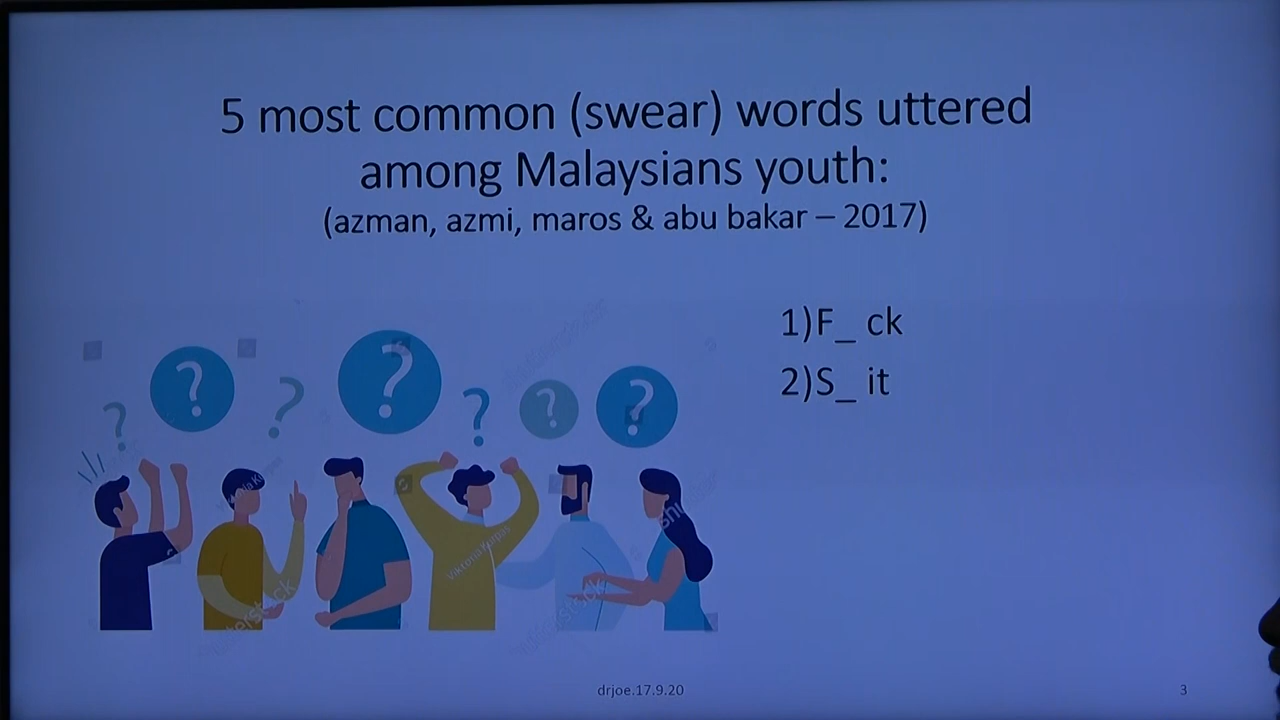 5 most common (swear) words uttered
among Malaysians youth:
(azman, azmi, maros & abu bakar – 2017)
1)F_ ck
2)S_ it
drjoe.17.9.20
3